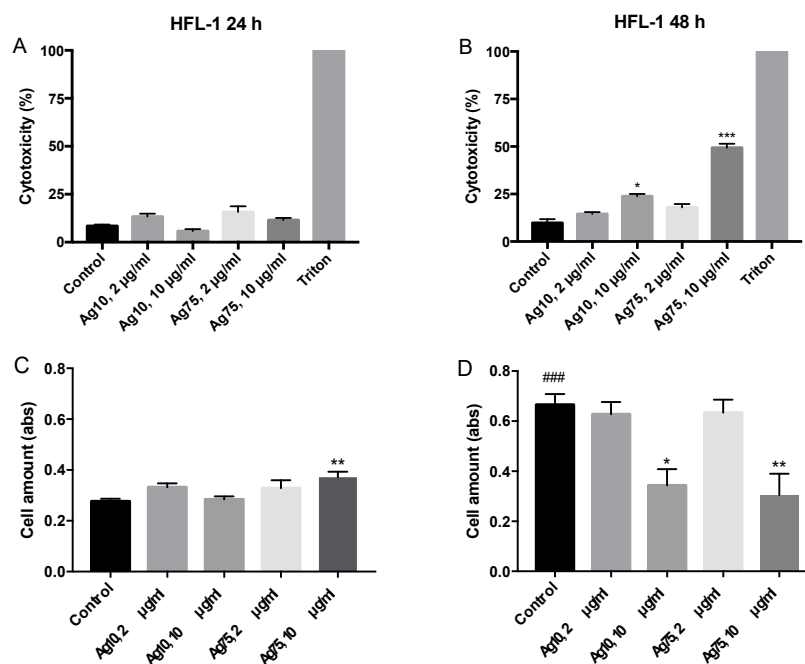 HFL-1 24 h
A
Cytotoxicity (%)
100
75
50
25
0
Control
Ag10, 2 µg/ml
Ag10, 10 µg/ml
Ag75, 2 µg/ml
Ag75, 10 µg/ml
Triton
HFL-1 48 h
B
Cytotoxicity (%)
100
75
50
25
0
*
***
Control
Ag10, 2 µg/ml
Ag10, 10 µg/ml
Ag75, 2 µg/ml
Ag75, 10 µg/ml
Triton
C
Cell amount (abs)
0.8
0.6
0.4
0.2
0.0
**
Control
Ag10, 2 µg/ml
Ag10, 10 µg/ml
Ag75, 2 µg/ml
Ag75, 10 µg/ml
D
Cell amount (abs)
0.8
0.6
0.4
0.2
0.0
###
*
**
Control
Ag10, 2 µg/ml
Ag10, 10 µg/ml
Ag75, 2 µg/ml
Ag75, 10 µg/ml